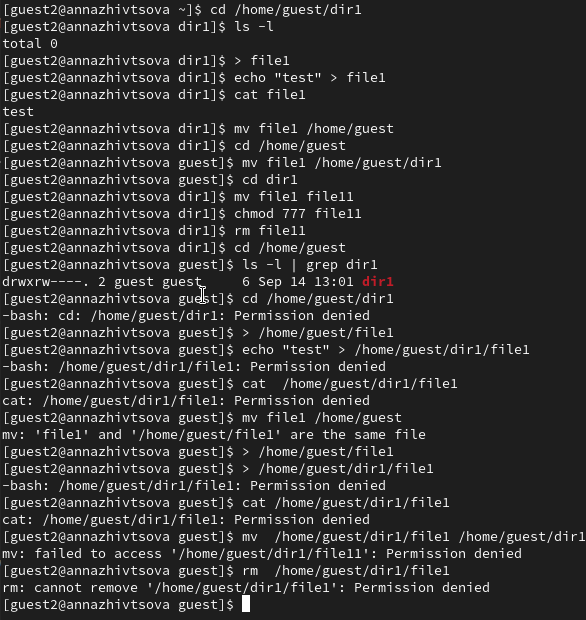 [guest2@annazhivtsova ~]$ cd /home/guest/dir1
[guest2@annazhivtsova dir1]$ ls -l
total 0
[guest2@annazhivtsova dir1]$ > file1
[guest2@annazhivtsova dir1]$ echo "test" > file1
[guest2@annazhivtsova dir1]$ cat file1
test
[guest2@annazhivtsova dir1]$ mv file1 /home/guest
[guest2@annazhivtsova dir1]$ cd /home/guest
[guest2@annazhivtsova guest]$ mv file1 /home/guest/dir1
[guest2@annazhivtsova guest]$ cd dir1
[guest2@annazhivtsova dir1]$ mv file1 file11
[guest2@annazhivtsova dir1]$ chmod 777 file11
[guest2@annazhivtsova dir1]$ rm file11
[guest2@annazhivtsova dir1]$ cd /home/guest
[guest2@annazhivtsova guest]$ ls -l | grep dir1
drwxrw----. 2 guest guest     6 Sep 14 13:01 dir1
[guest2@annazhivtsova guest]$ cd /home/guest/dir1
-bash: cd: /home/guest/dir1: Permission denied
[guest2@annazhivtsova guest]$ > /home/guest/file1
[guest2@annazhivtsova guest]$ echo "test" > /home/guest/dir1/file1
-bash: /home/guest/dir1/file1: Permission denied
[guest2@annazhivtsova guest]$ cat  /home/guest/dir1/file1
cat: /home/guest/dir1/file1: Permission denied
[guest2@annazhivtsova guest]$ mv file1 /home/guest
mv: 'file1' and '/home/guest/file1' are the same file
[guest2@annazhivtsova guest]$ > /home/guest/file1
[guest2@annazhivtsova guest]$ > /home/guest/dir1/file1
-bash: /home/guest/dir1/file1: Permission denied
[guest2@annazhivtsova guest]$ cat /home/guest/dir1/file1
cat: /home/guest/dir1/file1: Permission denied
[guest2@annazhivtsova guest]$ mv  /home/guest/dir1/file1 /home/guest/dir1
mv: failed to access '/home/guest/dir1/file11': Permission denied
[guest2@annazhivtsova guest]$ rm  /home/guest/dir1/file1
rm: cannot remove '/home/guest/dir1/file1': Permission denied
[guest2@annazhivtsova guest]$